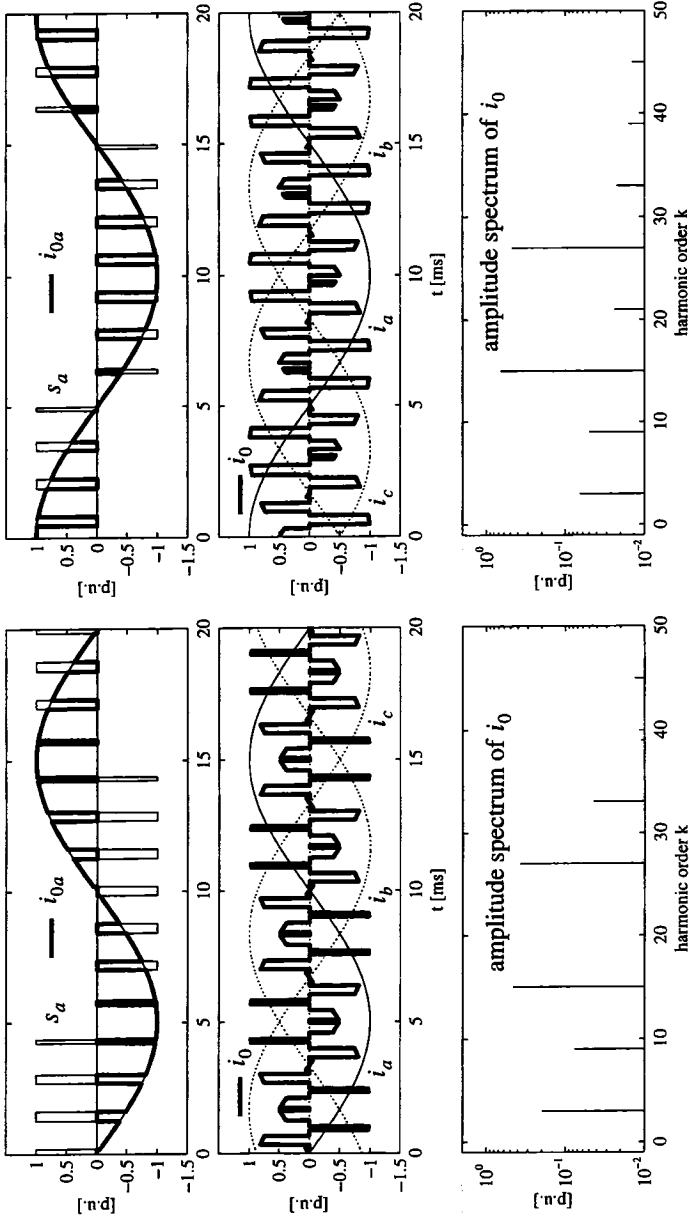 [p.u.]
1
0.5
0
−0.5
−1
−1.5
s_a
i_{0a}
0 5 10 15 20
[p.u.]
1
0.5
0
−0.5
−1
−1.5
s_a
i_{0a}
0 5 10 15 20
[p.u.]
1
0.5
0
−0.5
−1
−1.5
i_0
i_a
i_b
i_c
0 5 10 15 20
t [ms]
[p.u.]
1
0.5
0
−0.5
−1
−1.5
i_0
i_c
i_a
i_b
0 5 10 15 20
t [ms]
[p.u.]
10^0
10^{−1}
10^{−2}
amplitude spectrum of i_0
0 10 20 30 40 50
harmonic order k
[p.u.]
10^0
10^{−1}
10^{−2}
amplitude spectrum of i_0
0 10 20 30 40 50
harmonic order k